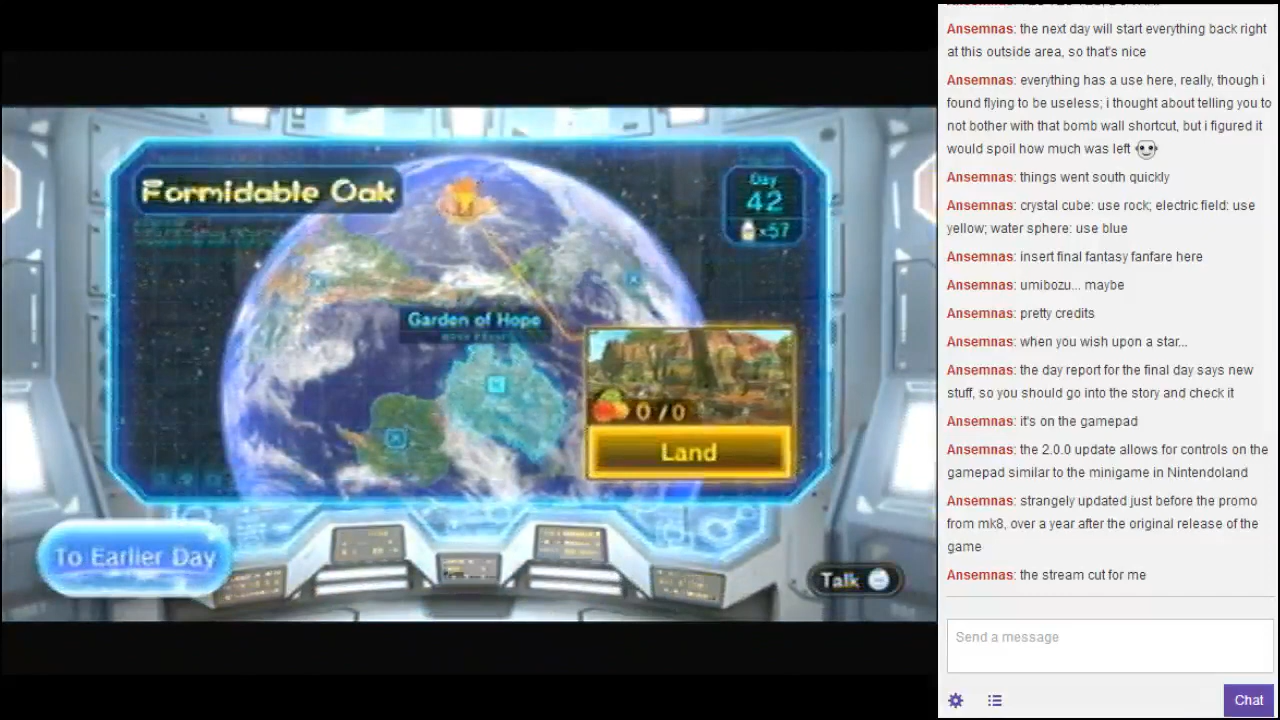 Formidable Oak
Day
42
×57
Garden of Hope
0 / 0
Land
To Earlier Day
Talk
Ansemnas: the next day will start everything back right
at this outside area, so that's nice
Ansemnas: everything has a use here, really, though i
found flying to be useless; i thought about telling you to
not bother with that bomb wall shortcut, but i figured it
would spoil how much was left
Ansemnas: things went south quickly
Ansemnas: crystal cube: use rock; electric field: use
yellow; water sphere: use blue
Ansemnas: insert final fantasy fanfare here
Ansemnas: umibozu... maybe
Ansemnas: pretty credits
Ansemnas: when you wish upon a star...
Ansemnas: the day report for the final day says new
stuff, so you should go into the story and check it
Ansemnas: it's on the gamepad
Ansemnas: the 2.0.0 update allows for controls on the
gamepad similar to the minigame in Nintendoland
Ansemnas: strangely updated just before the promo
from mk8, over a year after the original release of the
game
Ansemnas: the stream cut for me
Send a message
Chat